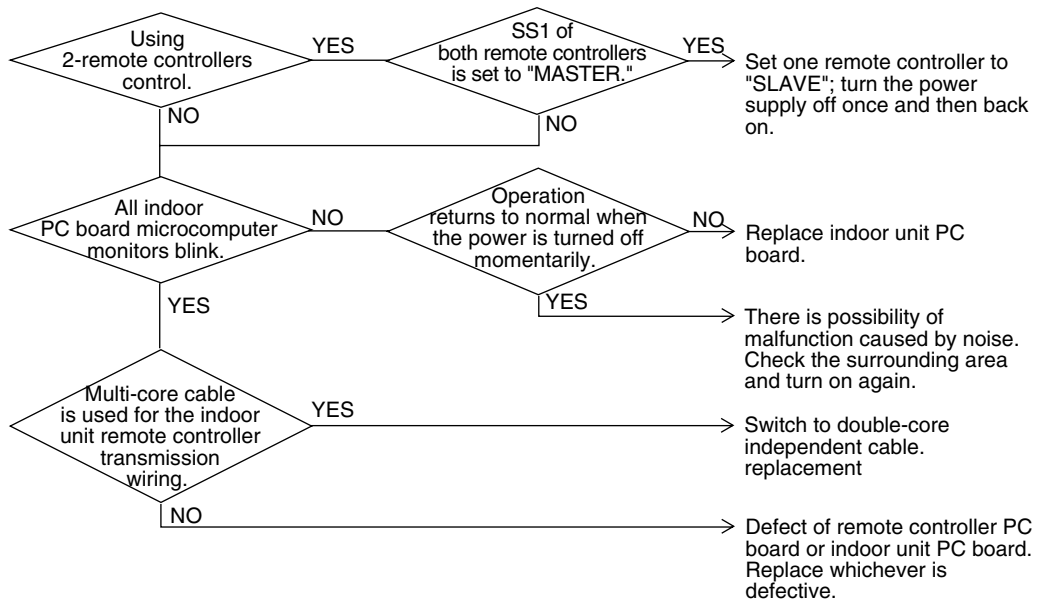 Using
2-remote controllers
control.
YES
SS1 of
both remote controllers
is set to "MASTER."
YES
Set one remote controller to
"SLAVE"; turn the power
supply off once and then back
on.
NO
NO
All indoor
PC board microcomputer
monitors blink.
NO
Operation
returns to normal when
the power is turned off
momentarily.
NO
Replace indoor unit PC
board.
YES
YES
There is possibility of
malfunction caused by noise.
Check the surrounding area
and turn on again.
Multi-core cable
is used for the indoor
unit remote controller
transmission
wiring.
YES
Switch to double-core
independent cable.
replacement
NO
Defect of remote controller PC
board or indoor unit PC board.
Replace whichever is
defective.